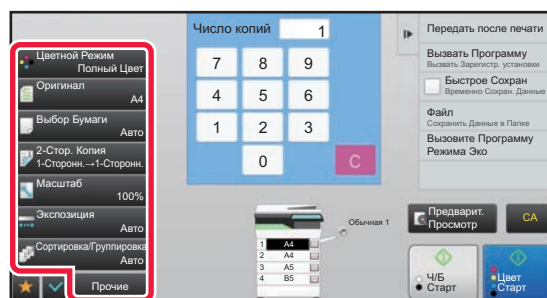 Число копий 1
Цветной Режим
Полный Цвет
Оригинал
A4
Выбор Бумаги
Авто
2-Стор. Копия
1-Сторонн.→1-Сторонн.
Масштаб
100%
Экспозиция
Авто
Сортировка/Группировка
Авто
Прочие
7 8 9
4 5 6
1 2 3
0 C
1 A4
2 A4
3 A5
4 B5
Обычная 1
Передать после печати
Вызвать Программу
Вызвать Зарегистр. установки
Быстрое Сохран
Временно Сохран. Данные
Файл
Сохранить Данные в Папке
Вызовите Программу
Режима Эко
Предварит.
Просмотр
CA
Ч/Б
Старт
Цвет
Старт